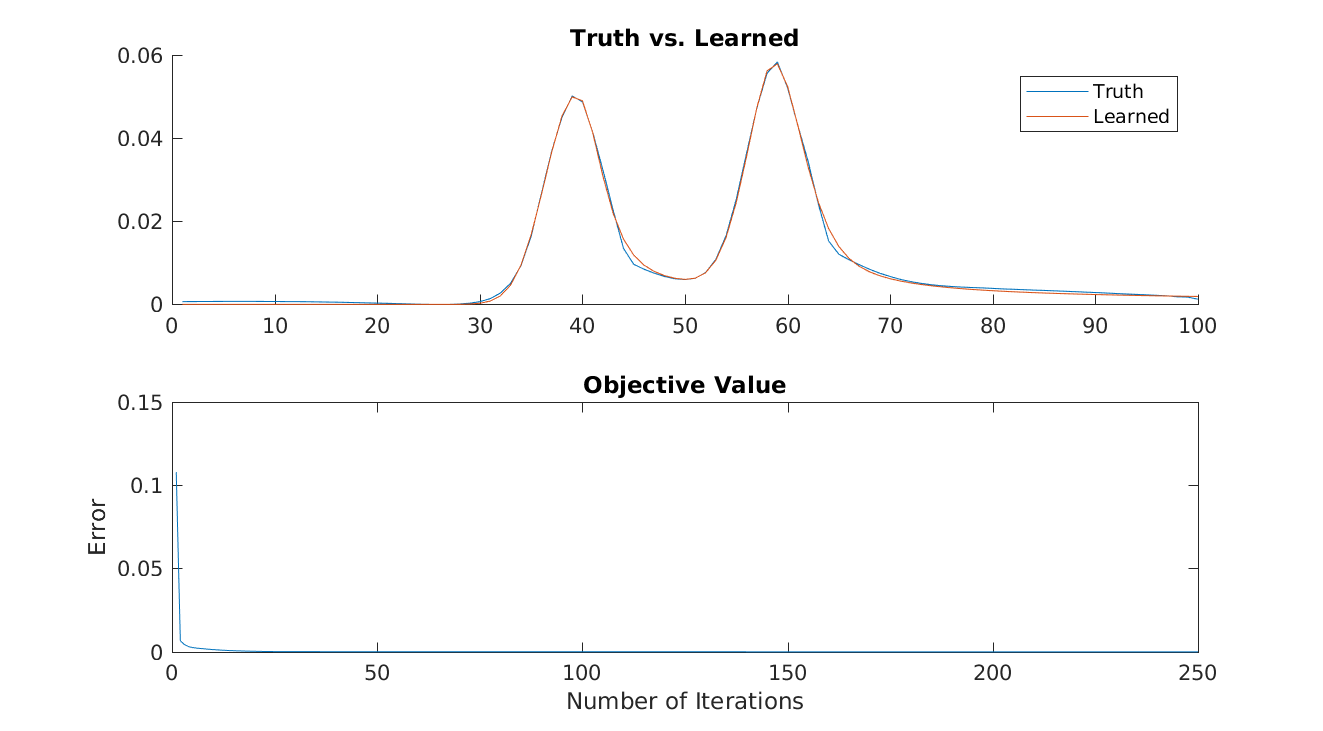 Truth vs. Learned
0.06
0.04
0.02
0
0 10 20 30 40 50 60 70 80 90 100
Truth
Learned
Objective Value
0.15
0.1
0.05
0
Error
0 50 100 150 200 250
Number of Iterations